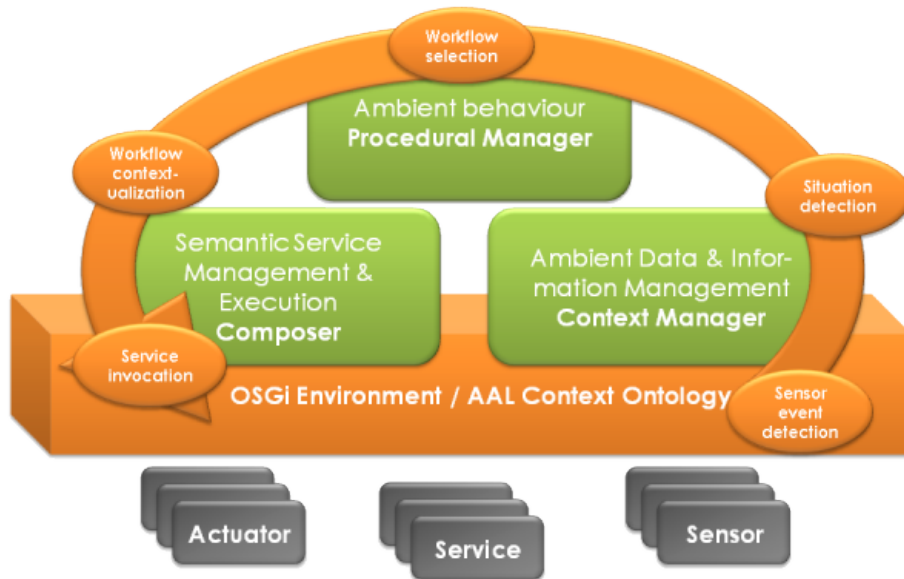 Workflow
selection
Ambient behaviour
Procedural Manager
Workflow
context-
ualization
Situation
detection
Semantic Service
Management &
Execution
Composer
Ambient Data & Infor-
mation Management
Context Manager
Service
invocation
OSGi Environment / AAL Context Ontology
Sensor
event
detection
Actuator
Service
Sensor